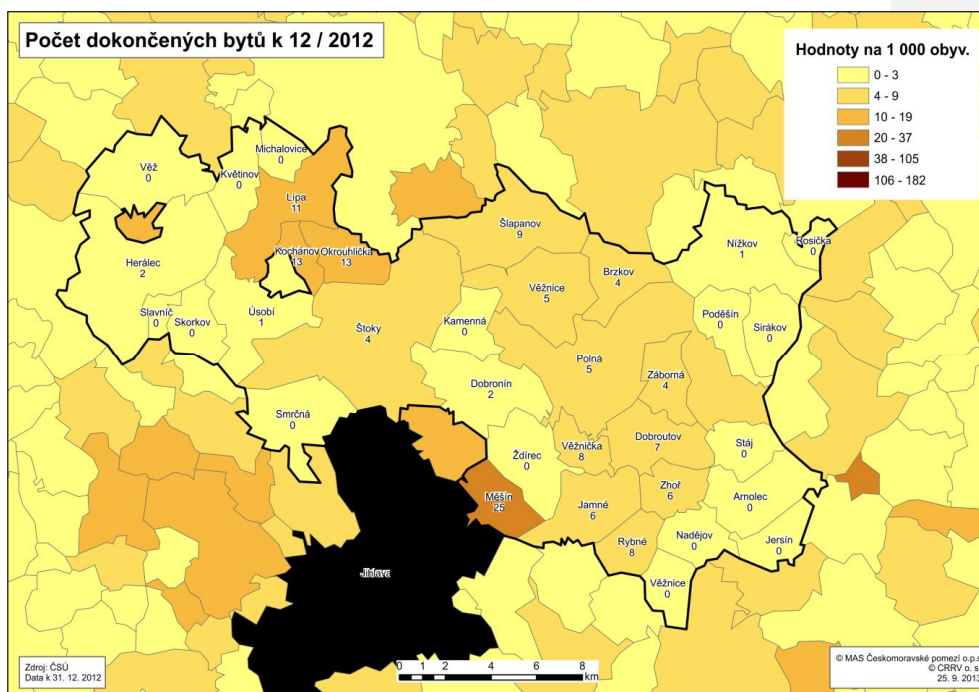 Počet dokončených bytů k 12 / 2012
Hodnoty na 1 000 obyv.
0 - 3
4 - 9
10 - 19
20 - 37
38 - 105
106 - 182
Michalovice
0
Věž
0
Květinov
0
Lípa
11
Šlapanov
9
Nížkov
1
Rosička
0
Kochánov
13
Okrouhlička
13
Herálec
2
Brzkov
4
Věžnice
5
Slavníč
0
Skorkov
0
Úsobí
1
Štoky
4
Kamenná
0
Poděšín
0
Sirákov
0
Polná
5
Záborná
4
Dobronín
2
Smrčná
0
Ždírec
0
Věžnička
8
Dobroutov
7
Stáj
0
Zhoř
6
Arnolec
0
Měšín
25
Jamné
6
Rybné
8
Nadějov
0
Jersín
0
Jihlava
Věžnice
0
Zdroj: ČSÚ
Data k 31. 12. 2012
0 1 2 4 6 8
km
© MAS Českomoravské pomezí o.p.s
© CRRV o. s
25. 9. 201